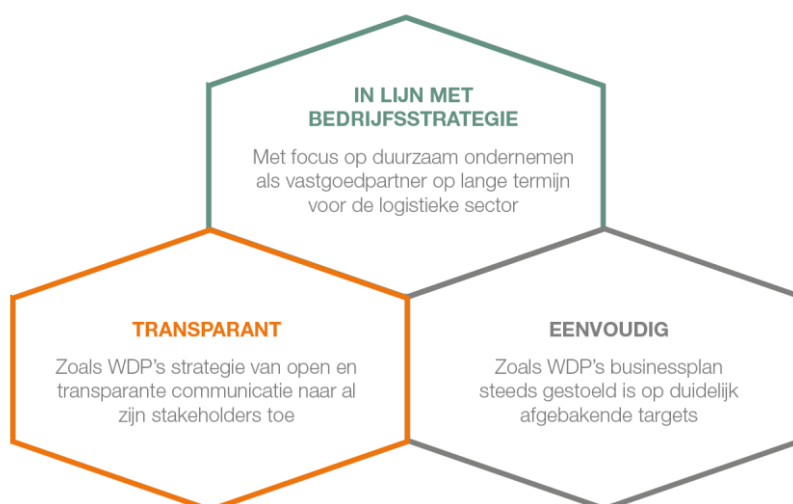 IN LIJN MET
BEDRIJFSSTRATEGIE
Met focus op duurzaam ondernemen
als vastgoedpartner op lange termijn
voor de logistieke sector
TRANSPARANT
Zoals WDP's strategie van open en
transparante communicatie naar al
zijn stakeholders toe
EENVOUDIG
Zoals WDP's businessplan
steeds gestoeld is op duidelijk
afgebakende targets